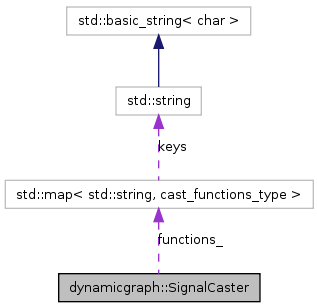 std::basic_string< char >
std::string
keys
std::map< std::string, cast_functions_type >
functions_
dynamicgraph::SignalCaster